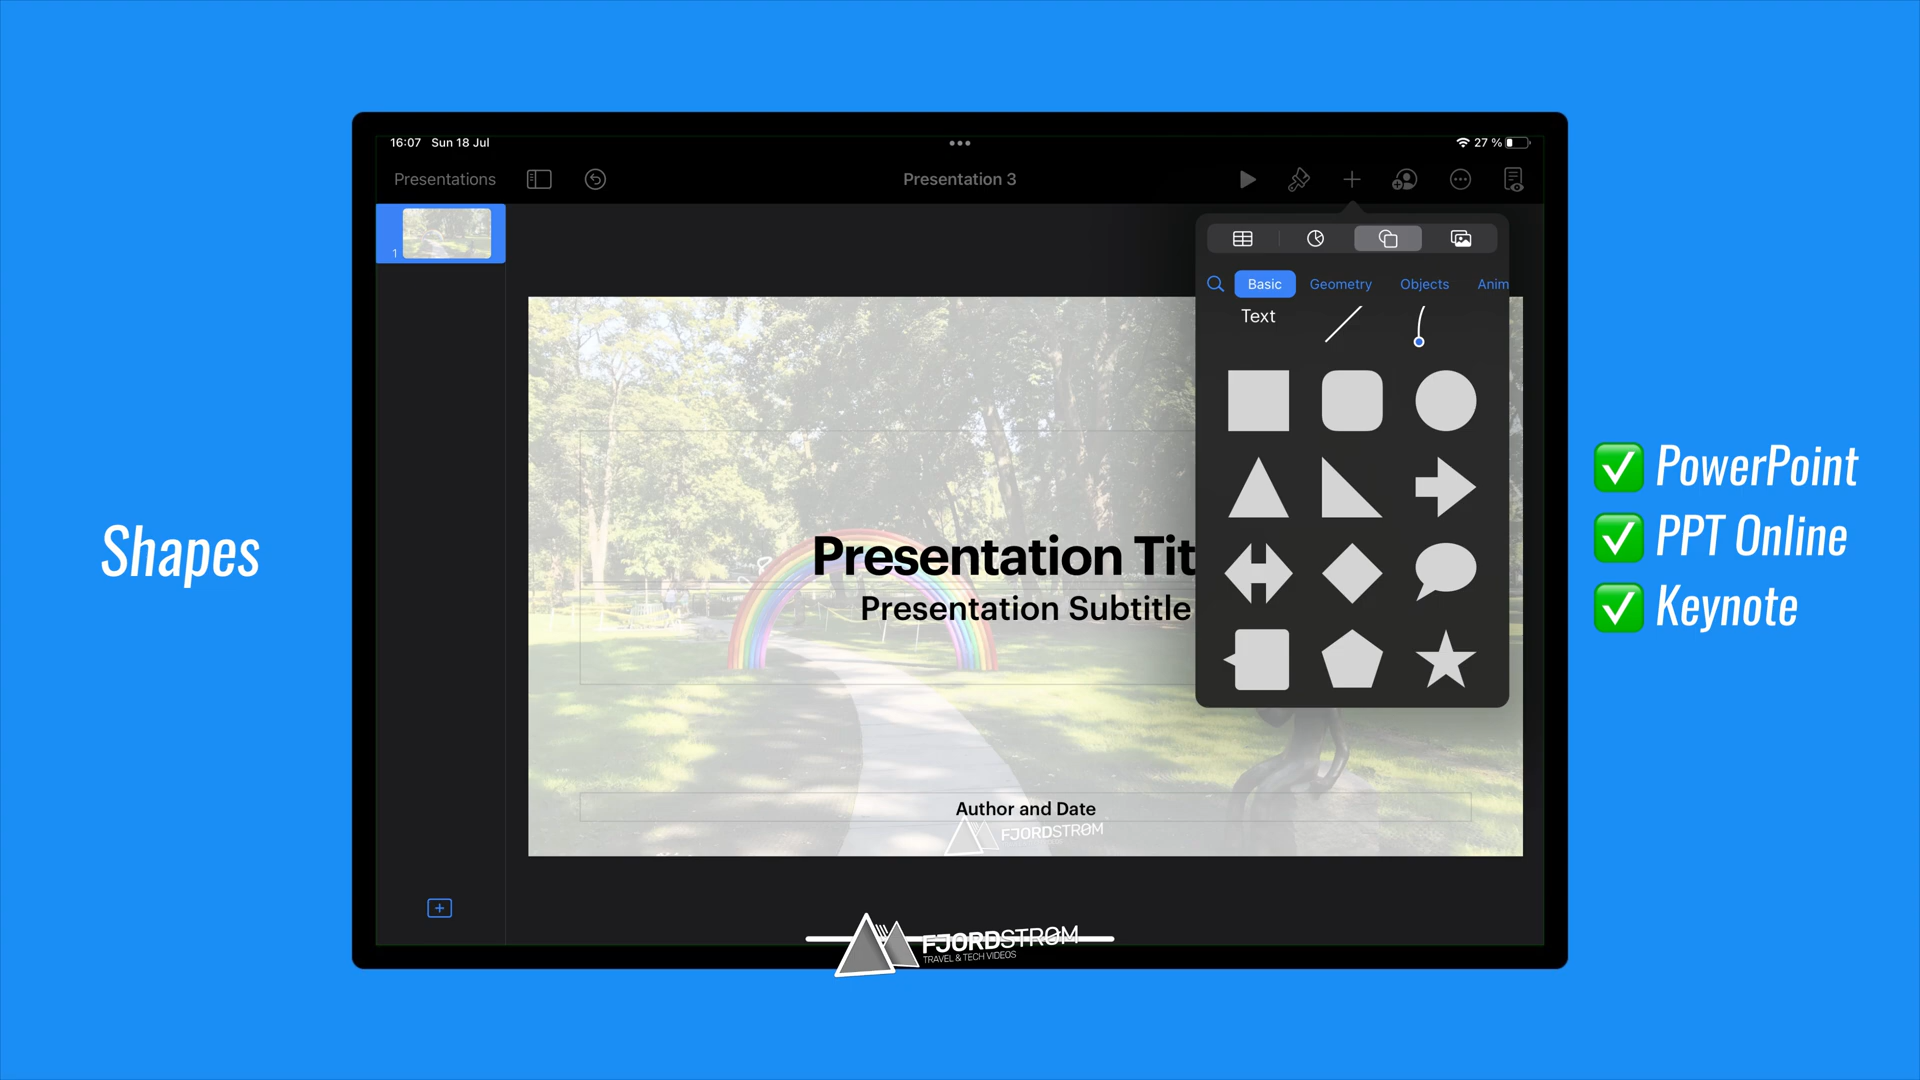 16:07 Sun 18 Jul
27 %
Presentations
Presentation 3
1
Basic
Geometry
Objects
Anim
Text
Shapes
Presentation Tit
Presentation Subtitle
Author and Date
FJORDSTRØM
✅ PowerPoint
✅ PPT Online
✅ Keynote
FJORDSTRØM
TRAVEL & TECH VIDEOS